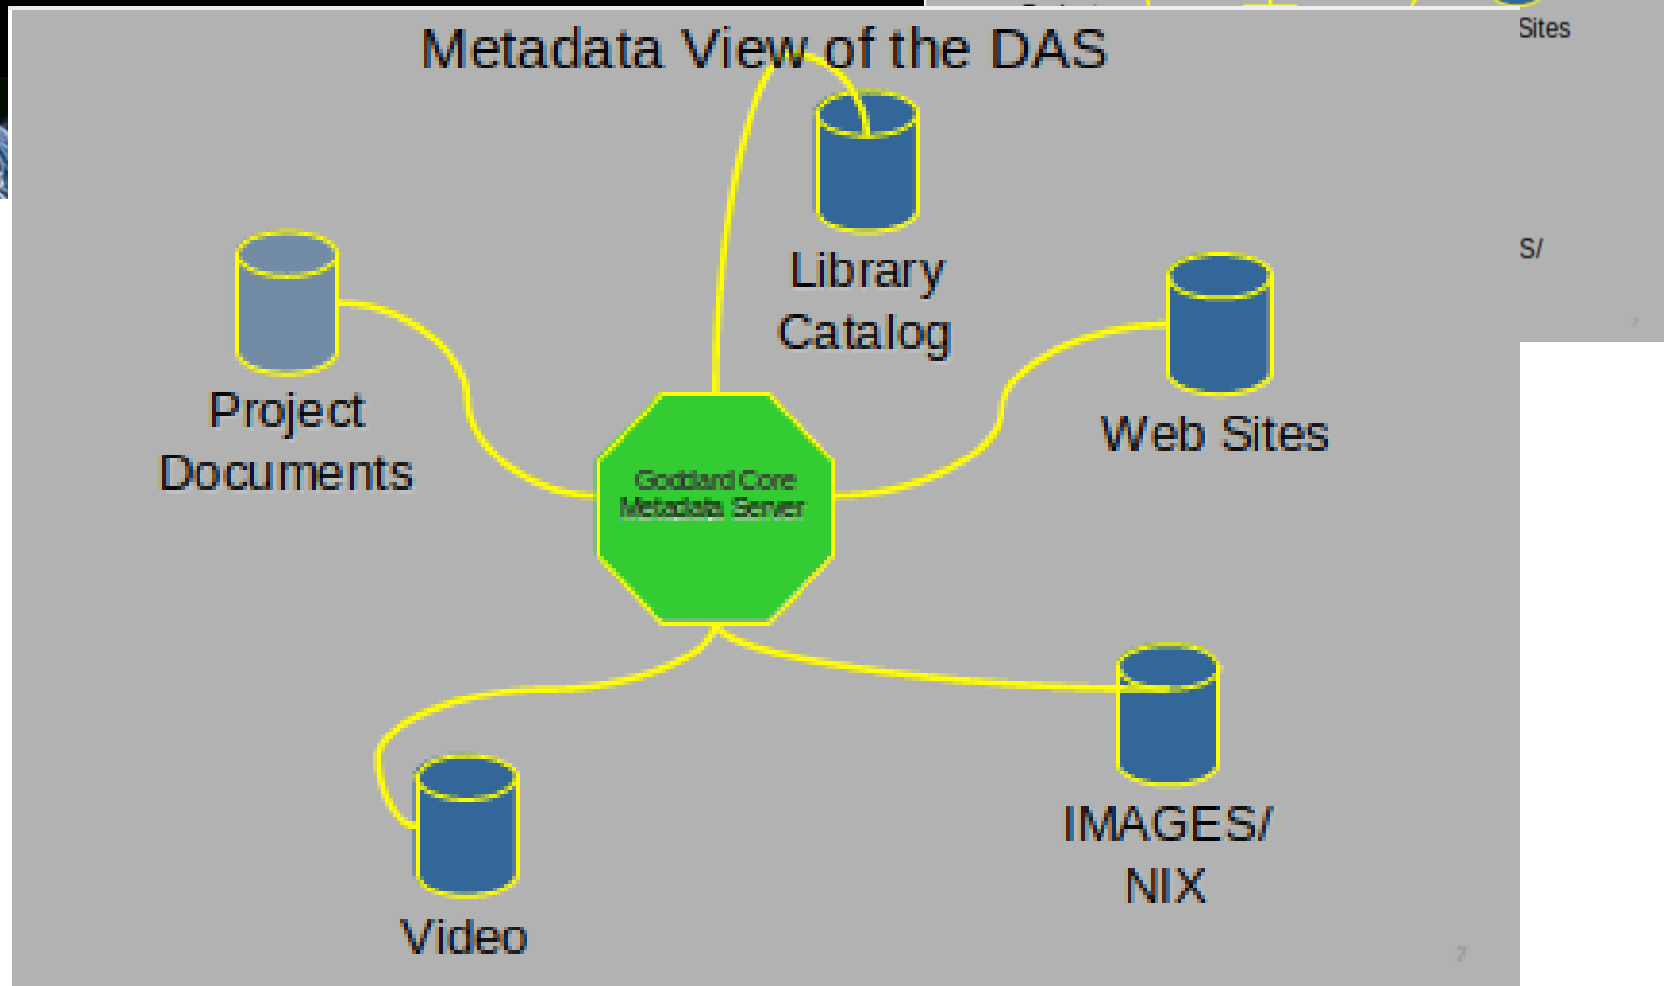 Metadata View of the DAS
Sites
Library
Catalog
S/
Project
Documents
Web Sites
Goddard Core
Metadata Server
IMAGES/
NIX
Video